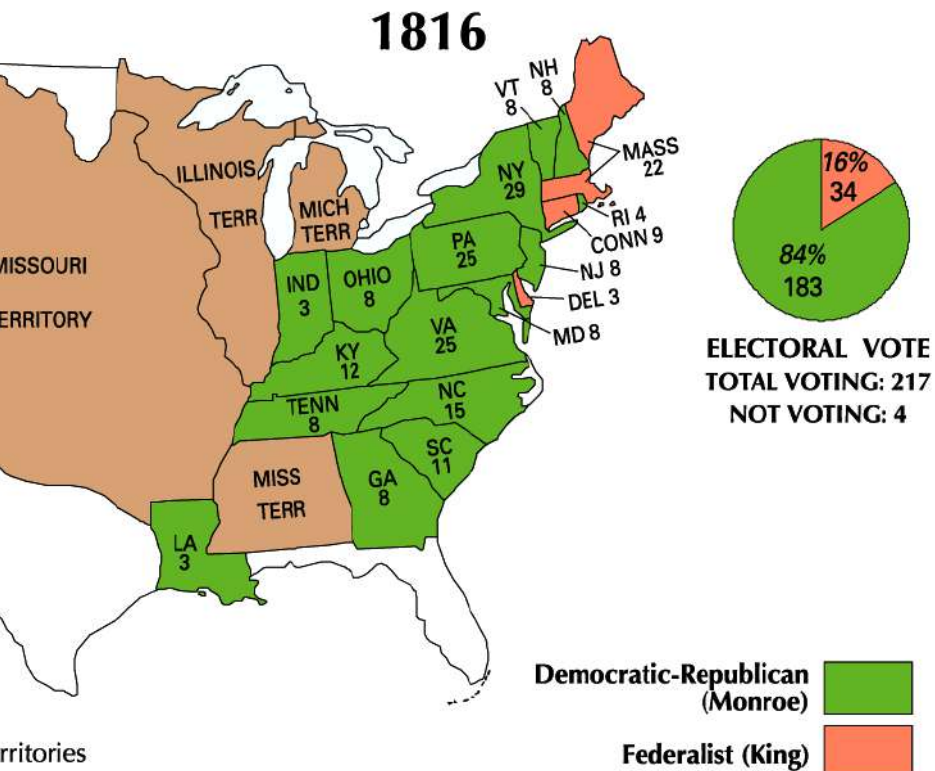 1816
VT
8
NH
8
MASS
22
ILLINOIS
TERR
MICH
TERR
NY
29
RI 4
CONN 9
PA
25
NJ 8
DEL 3
MD 8
MISSOURI
ERRITORY
IND
3
OHIO
8
VA
25
KY
12
TENN
8
NC
15
SC
11
MISS
TERR
GA
8
LA
3
16%
34
84%
183
ELECTORAL VOTE
TOTAL VOTING: 217
NOT VOTING: 4
Democratic-Republican
(Monroe)
Federalist (King)
rritories